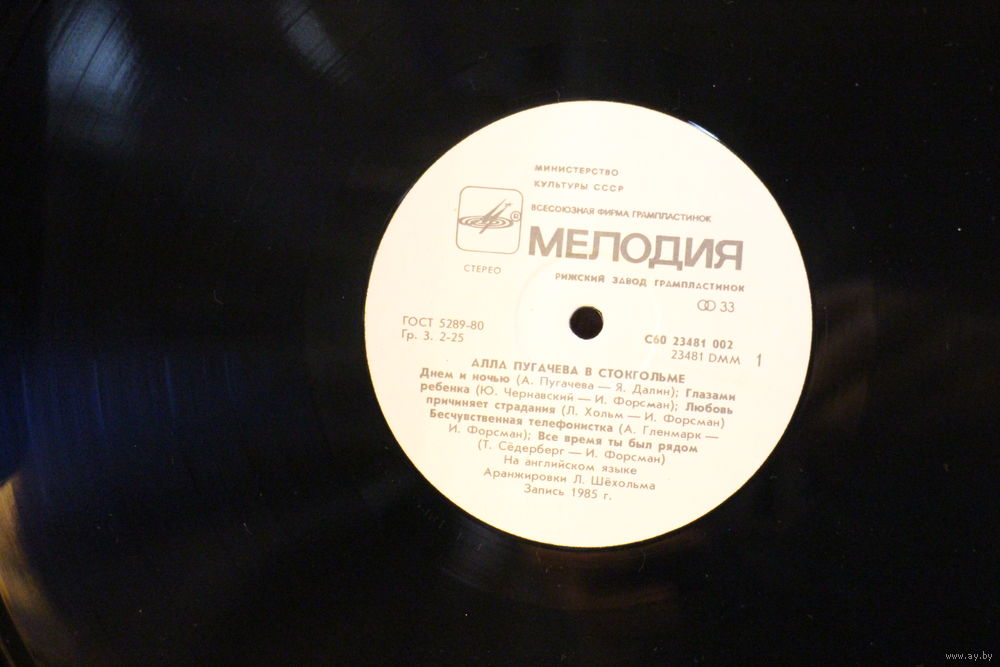 МИНИСТЕРСТВО
КУЛЬТУРЫ СССР
ВСЕСОЮЗНАЯ ФИРМА ГРАМПЛАСТИНОК
МЕЛОДИЯ
СТЕРЕО
РИЖСКИЙ ЗАВОД ГРАМПЛАСТИНОК
33
ГОСТ 5289-80
Гр. 3. 2-25
С60 23481 002
23481 DMM 1
АЛЛА ПУГАЧЕВА В СТОКГОЛЬМЕ
Днем и ночью (А. Пугачева — Я. Далин); Глазами
ребенка (Ю. Чернавский — И. Форсман); Любовь
причиняет страдания (Л. Хольм — И. Форсман)
Бесчувственная телефонистка (А. Гленмарк —
И. Форсман); Все время ты был рядом
(Т. Сёдерберг — И. Форсман)
На английском языке
Аранжировки Л. Шёхольма
Запись 1985 г.
www.ay.by